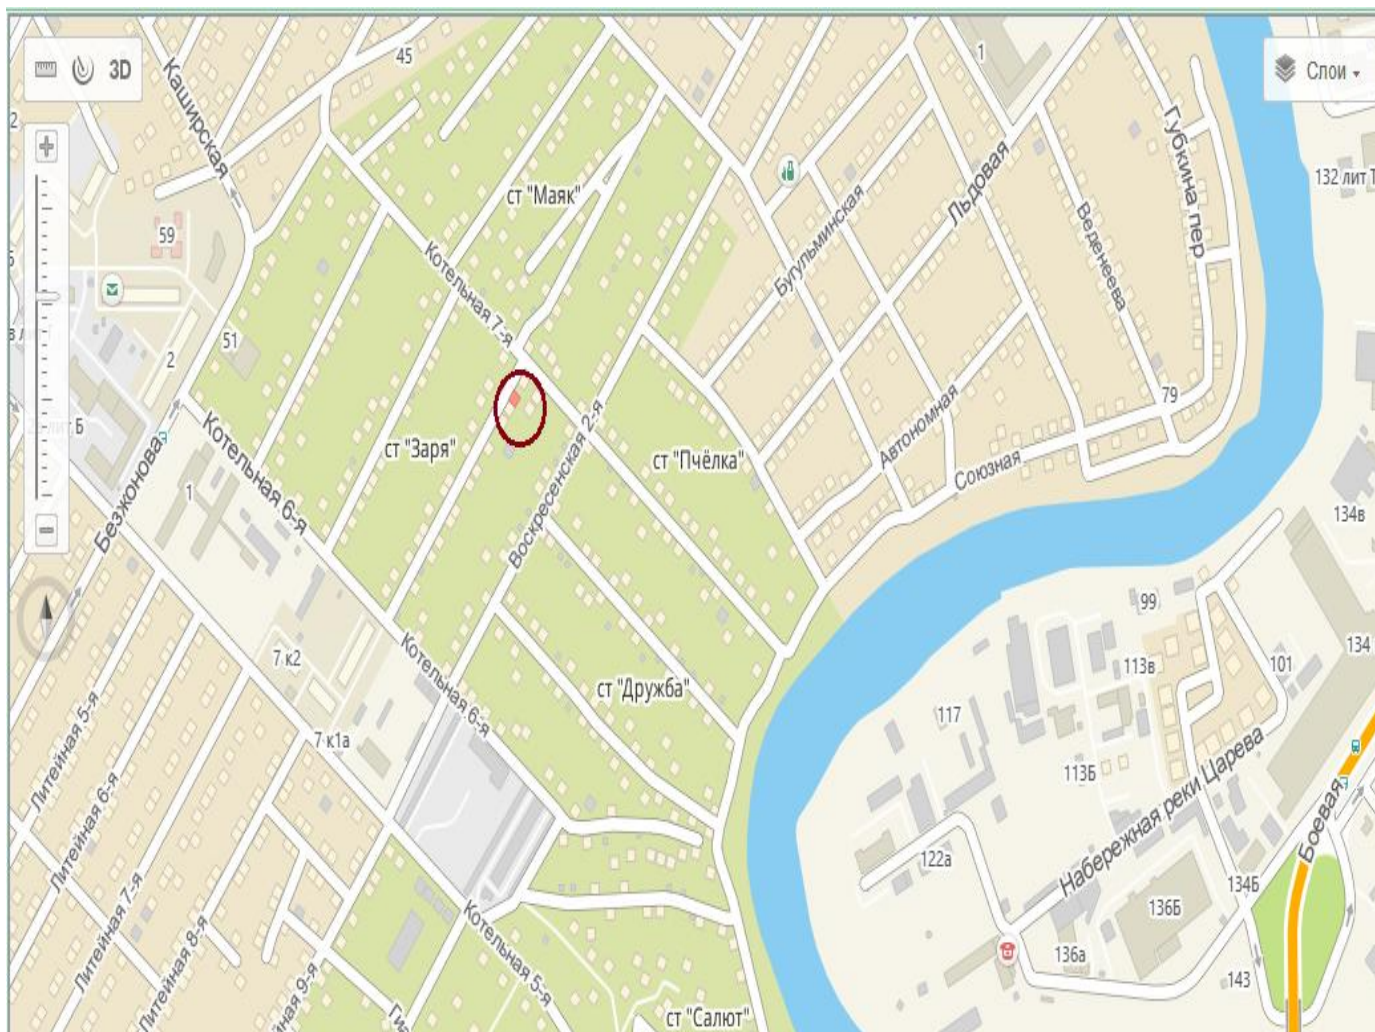 45
1
3D
Слои
Каширская
Губкина пер
132 лит Т
2
59
ст "Маяк"
Льдовая
Веденеева
Бугульминская
Котельная 7-я
51
2
79
лит Б
ст "Заря"
ст "Пчёлка"
Автономная
Союзная
Котельная 6-я
Безжонова
1
Воскресенская 2-я
134в
99
134
7 к2
113в
101
Котельная 6-я
ст "Дружба"
117
7 к1а
Литейная 5-я
113Б
Набережная реки Царева
Литейная 6-я
Боевая
122а
134Б
136Б
Литейная 7-я
Котельная 5-я
Литейная 8-я
136а
143
ст "Салют"